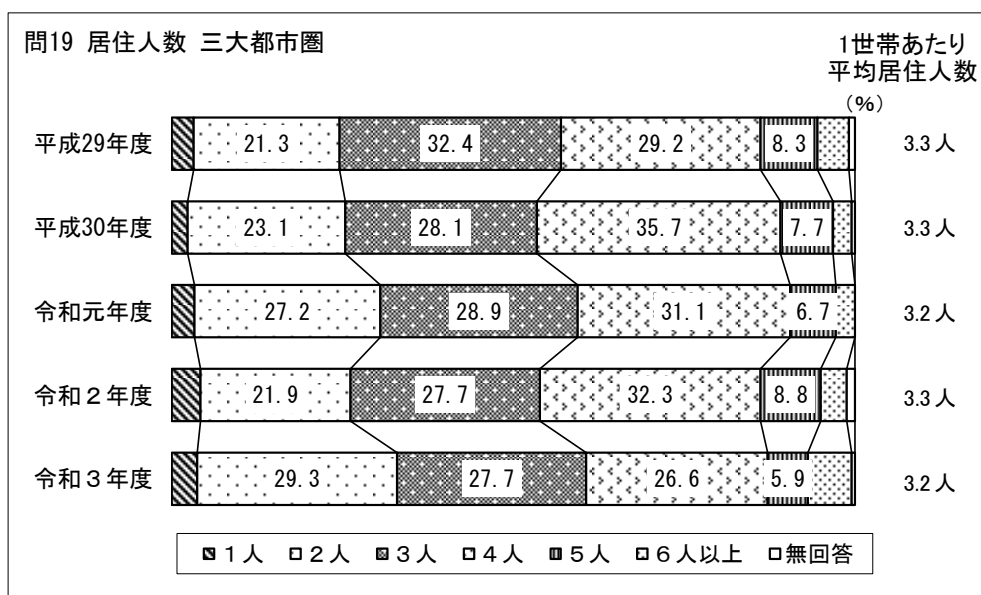 問19 居住人数 三大都市圏
1世帯あたり
平均居住人数
(%)
平成29年度 21.3 32.4 29.2 8.3 3.3人
平成30年度 23.1 28.1 35.7 7.7 3.3人
令和元年度 27.2 28.9 31.1 6.7 3.2人
令和２年度 21.9 27.7 32.3 8.8 3.3人
令和３年度 29.3 27.7 26.6 5.9 3.2人
１人 ２人 ３人 ４人 ５人 ６人以上 無回答